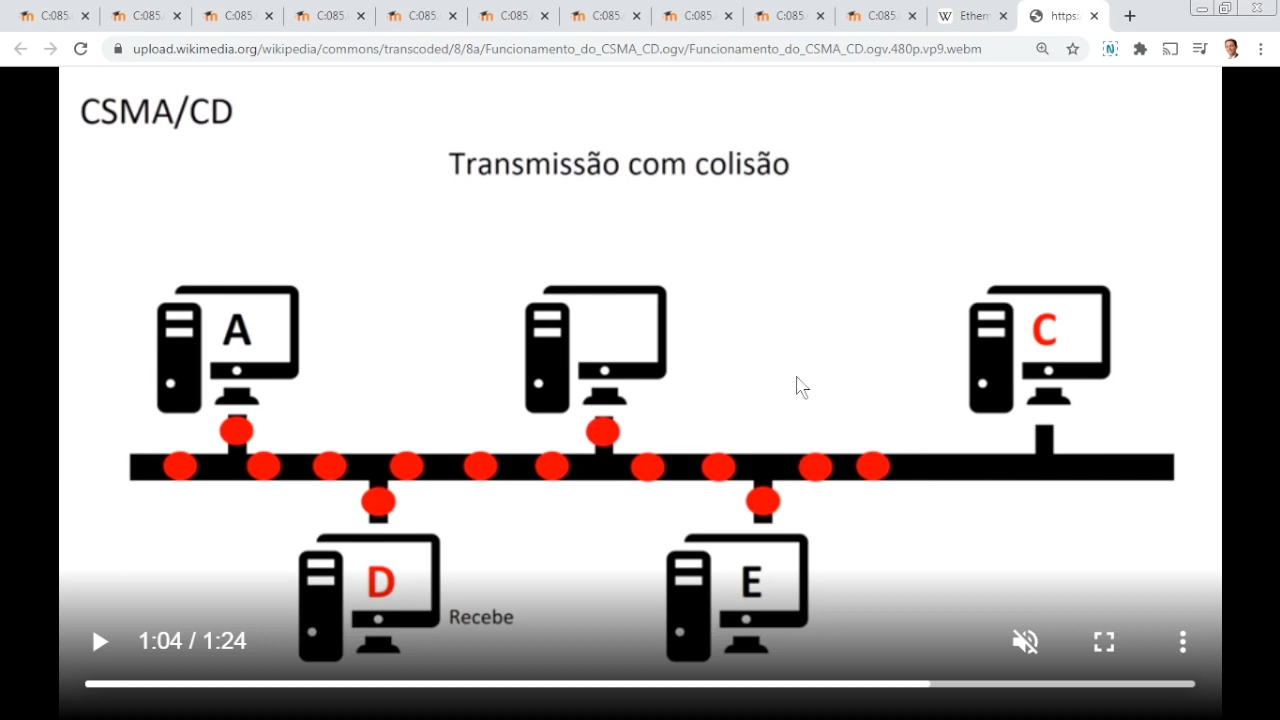 C:085. C:085. C:085. C:085. C:085. C:085. C:085. C:085. C:085. C:085. W Etherr https:
upload.wikimedia.org/wikipedia/commons/transcoded/8/8a/Funcionamento_do_CSMA_CD.ogv/Funcionamento_do_CSMA_CD.ogv.480p.vp9.webm
CSMA/CD
Transmissão com colisão
A
C
D
E
Recebe
1:04 / 1:24